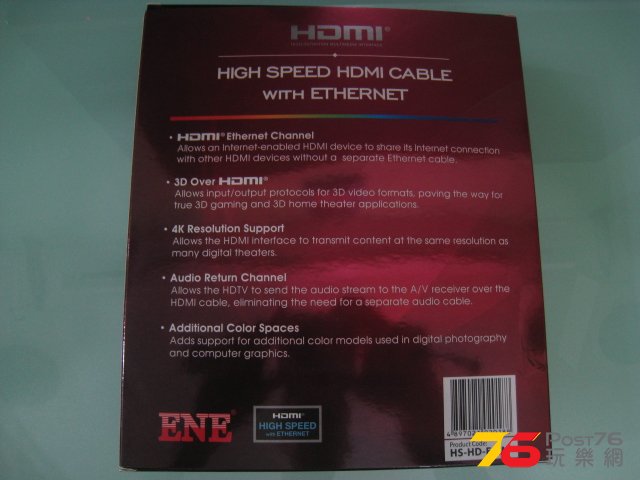 HDMI®
HIGH-DEFINITION MULTIMEDIA INTERFACE
HIGH SPEED HDMI CABLE
WITH ETHERNET
• HDMI® Ethernet Channel
Allows an Internet-enabled HDMI device to share its Internet connection
with other HDMI devices without a separate Ethernet cable.
• 3D Over HDMI®
Allows input/output protocols for 3D video formats, paving the way for
true 3D gaming and 3D home theater applications.
• 4K Resolution Support
Allows the HDMI interface to transmit content at the same resolution as
many digital theaters.
• Audio Return Channel
Allows the HDTV to send the audio stream to the A/V receiver over the
HDMI cable, eliminating the need for a separate audio cable.
• Additional Color Spaces
Adds support for additional color models used in digital photography
and computer graphics.
ENE®
HDMI®
HIGH SPEED
with ETHERNET
Product Code:
HS-HD-
76 Post76
玩樂網